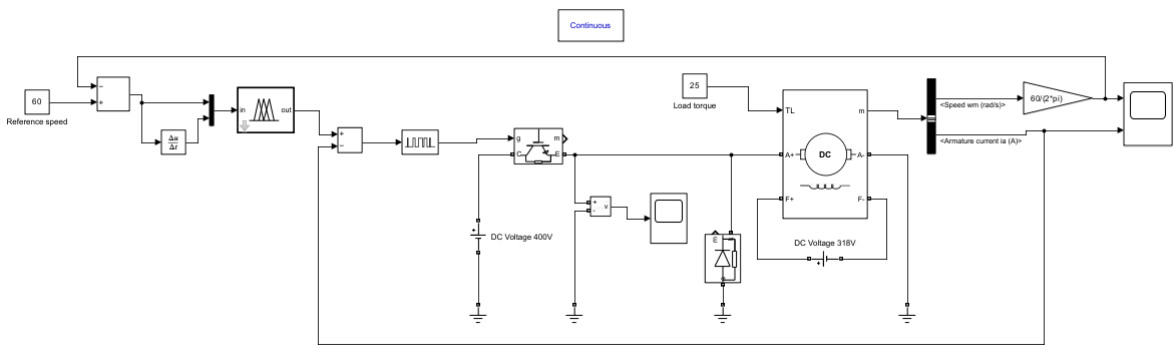 Continuous
60
Reference speed
−
+
Δu
Δt
in
out
+
−
g
m
C
E
+
DC Voltage 400V
+
-
v
E
25
Load torque
TL
m
A+
DC
A-
F+
F-
DC Voltage 318V
+
<Speed wm (rad/s)>
60/(2*pi)
<Armature current ia (A)>